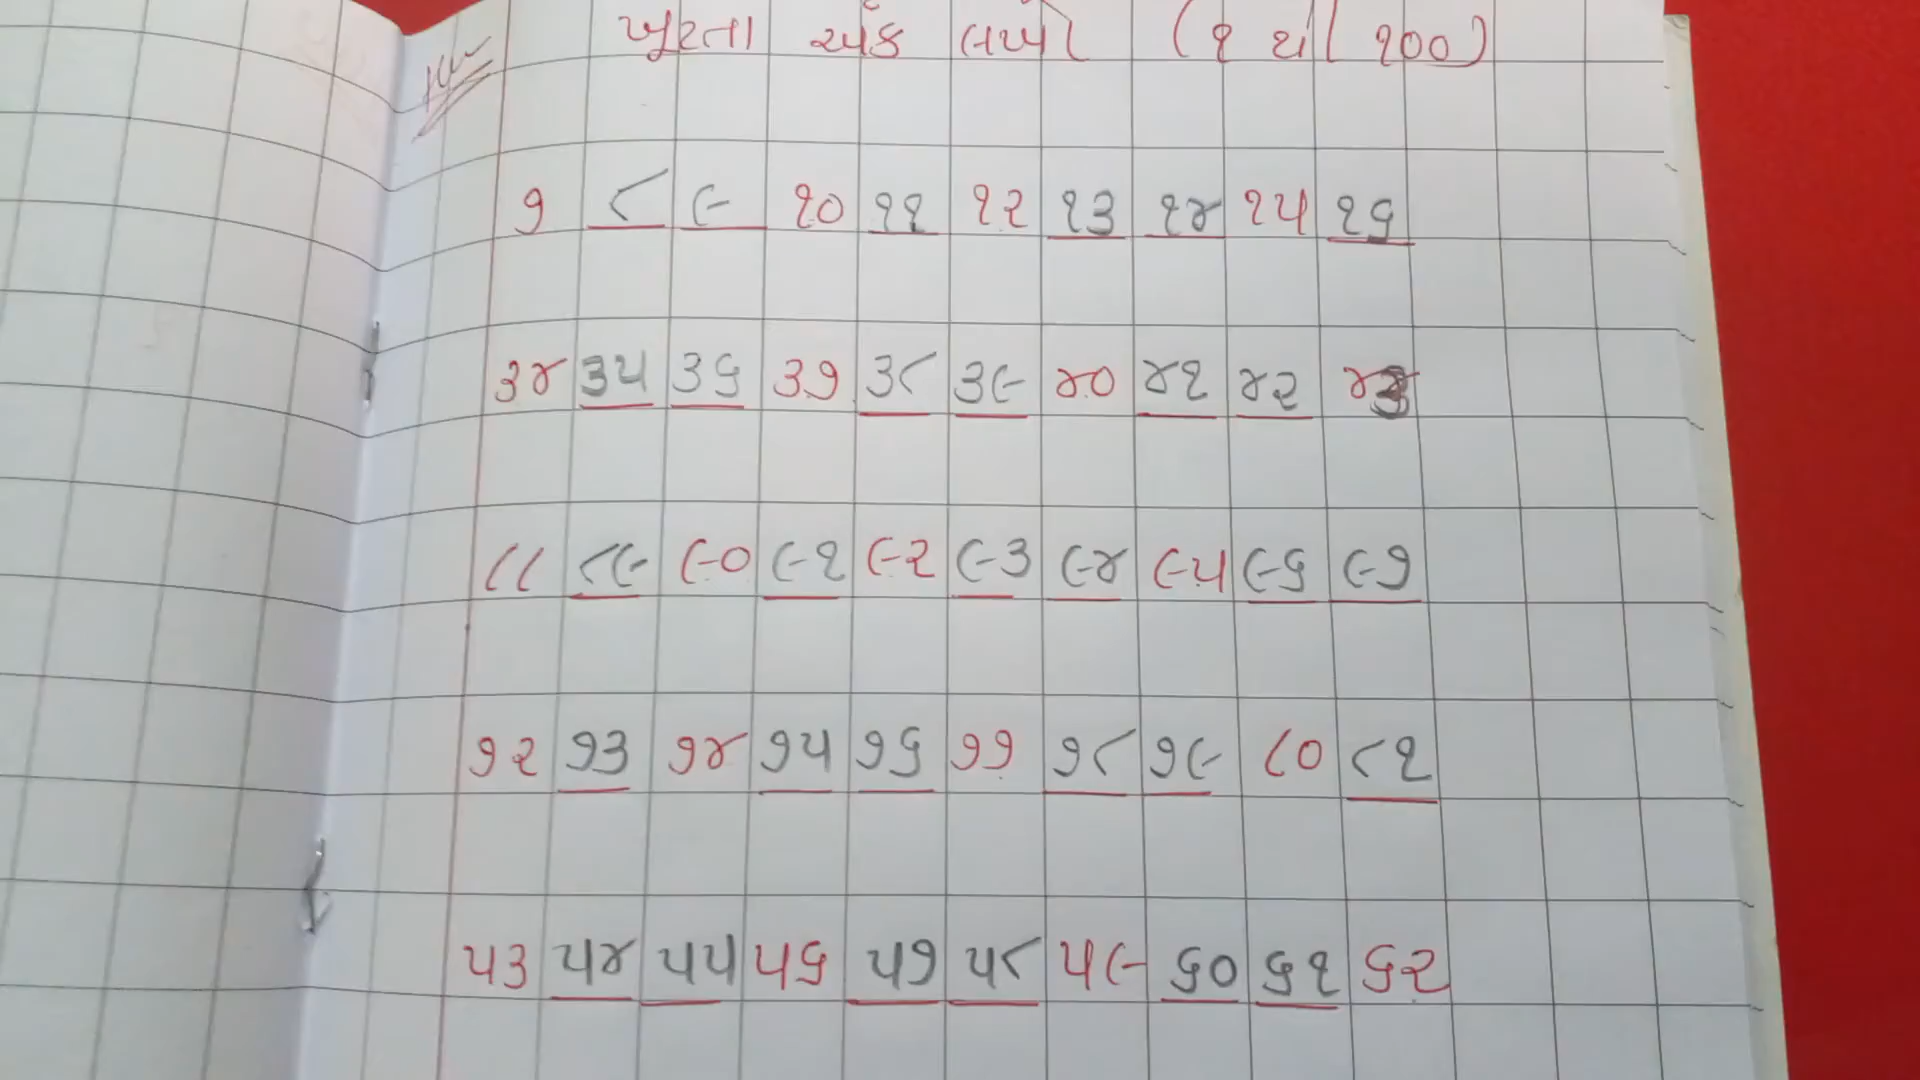 ખૂટતા અંક લખો (૧ થી ૧૦૦)
૭ ૮ ૯ ૧૦ ૧૧ ૧૨ ૧૩ ૧૪ ૧૫ ૧૬
૩૪ ૩૫ ૩૬ ૩૭ ૩૮ ૩૯ ૪૦ ૪૧ ૪૨ ૪૩
૮૮ ૮૯ ૯૦ ૯૧ ૯૨ ૯૩ ૯૪ ૯૫ ૯૬ ૯૭
૭૨ ૭૩ ૭૪ ૭૫ ૭૬ ૭૭ ૭૮ ૭૯ ૮૦ ૮૧
૫૩ ૫૪ ૫૫ ૫૬ ૫૭ ૫૮ ૫૯ ૬૦ ૬૧ ૬૨